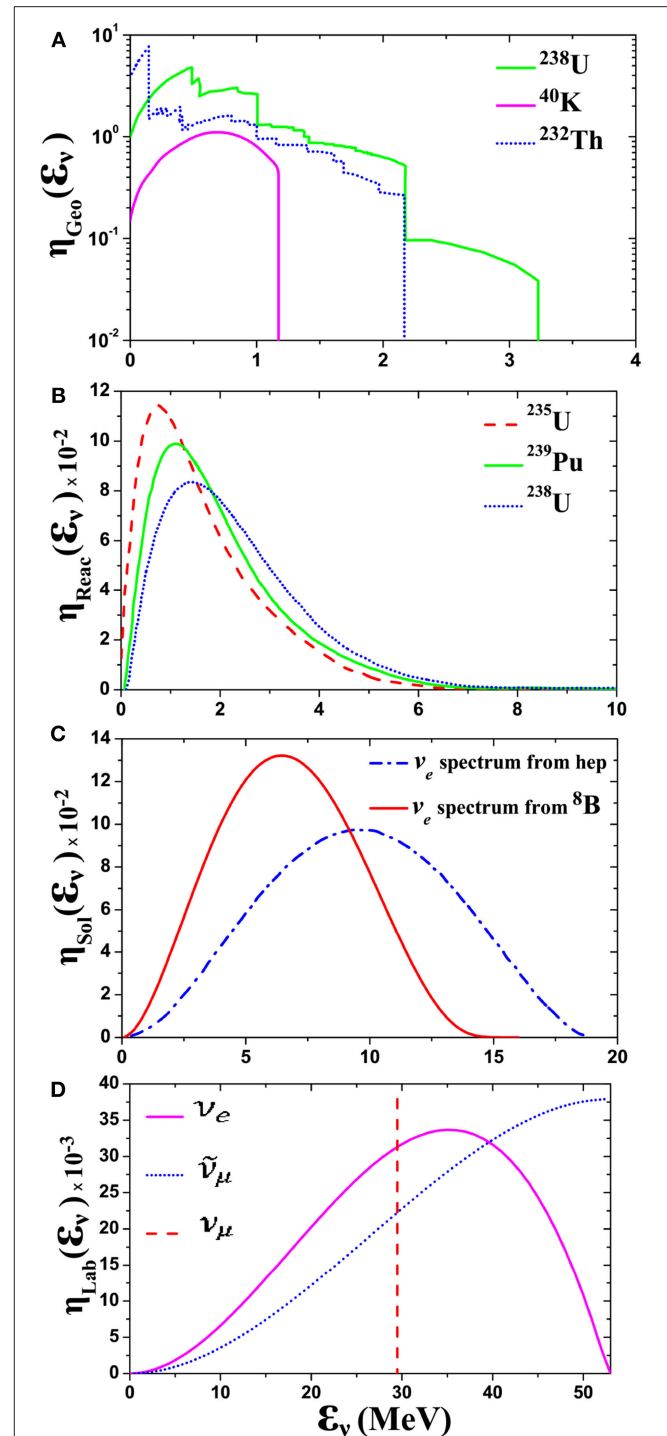 A
10¹
10⁰
10⁻¹
10⁻²
η_Geo(ε_ν)
²³⁸U
⁴⁰K
²³²Th
0 1 2 3 4
B
12
10
8
6
4
2
0
η_Reac(ε_ν) × 10⁻²
²³⁵U
²³⁹Pu
²³⁸U
0 2 4 6 8 10
C
14
12
10
8
6
4
2
0
η_Sol(ε_ν) × 10⁻²
ν_e spectrum from hep
ν_e spectrum from ⁸B
0 5 10 15 20
D
40
35
30
25
20
15
10
5
0
η_Lab(ε_ν) × 10⁻³
ν_e
ν̃_μ
ν_μ
0 10 20 30 40 50
ε_ν (MeV)